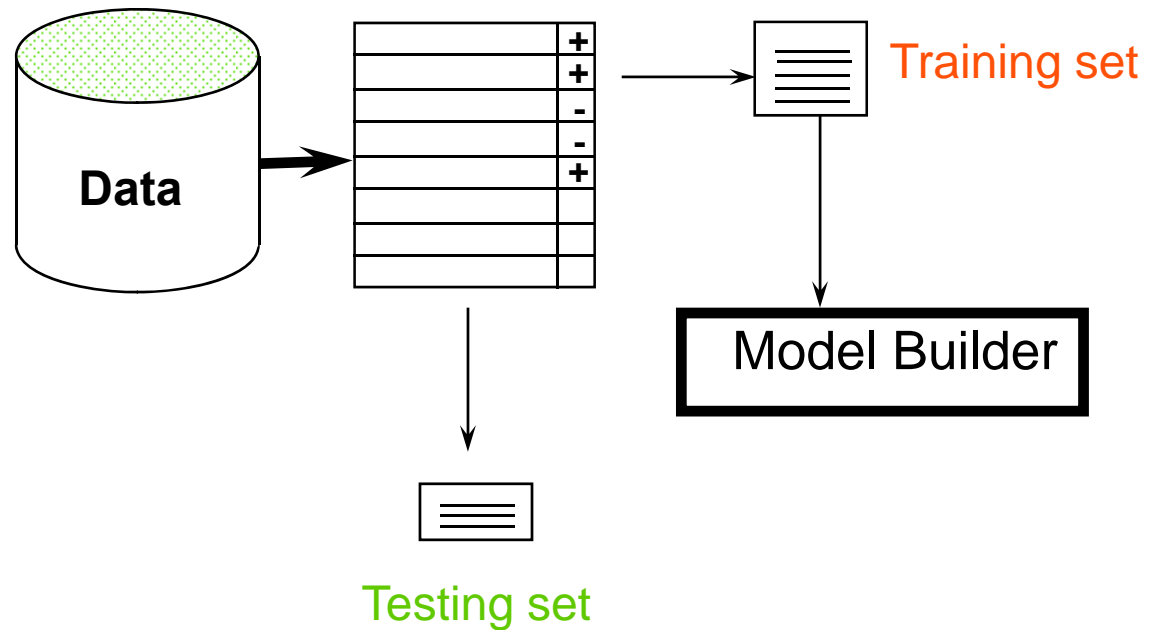 +
+
-
-
+
Training set
Data
Model Builder
Testing set